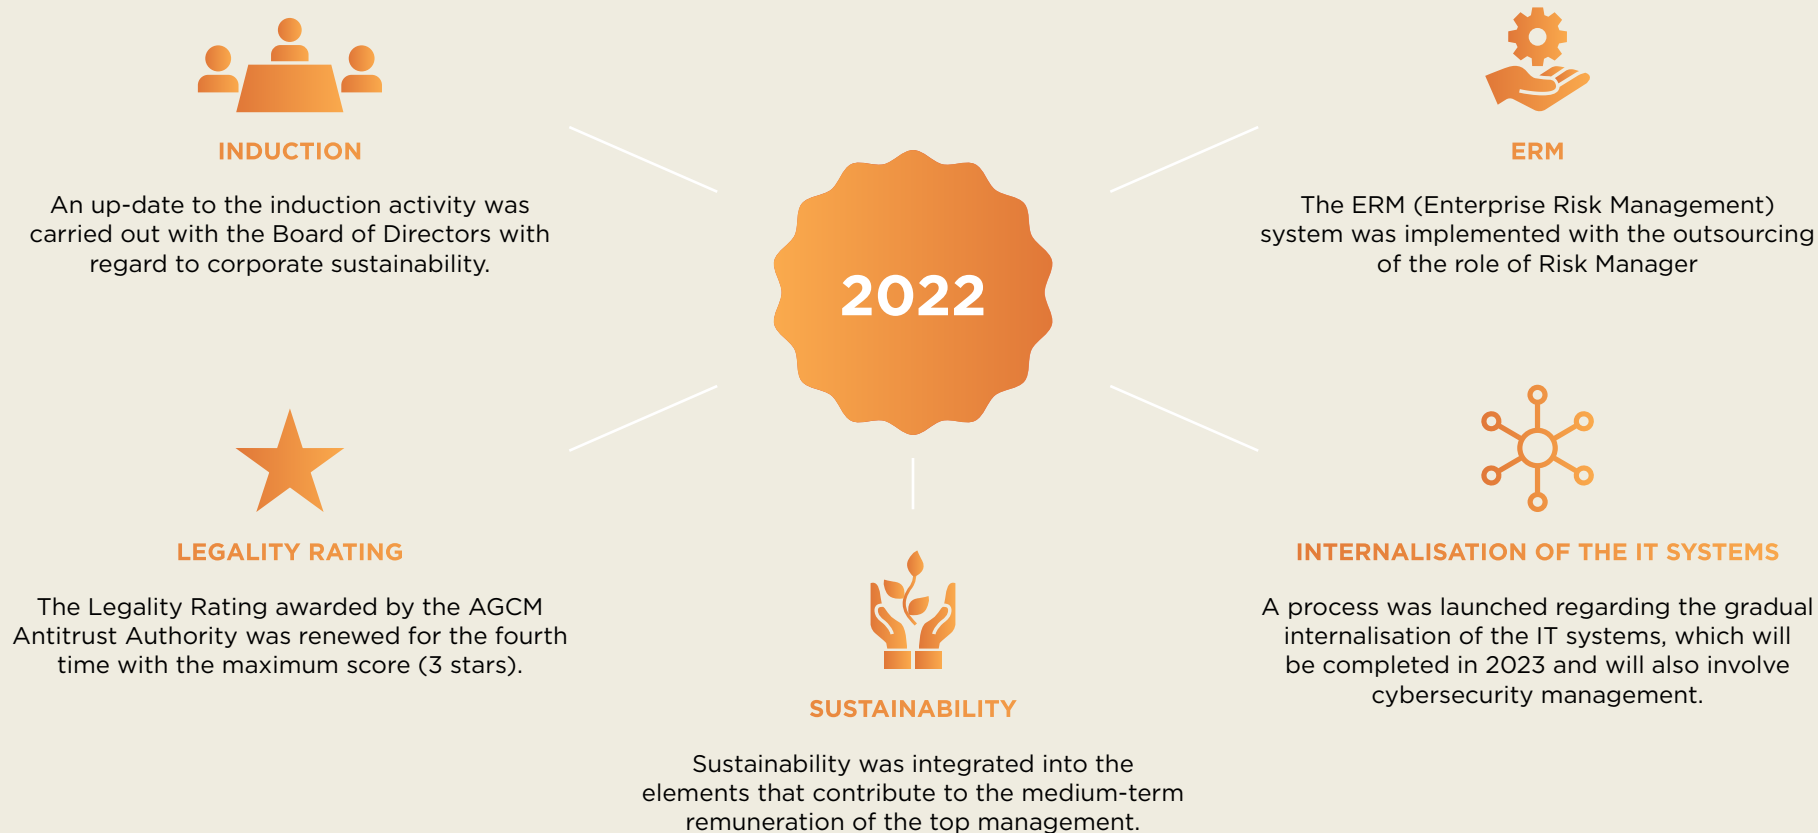 INDUCTION
An up-date to the induction activity was
carried out with the Board of Directors with
regard to corporate sustainability.
ERM
The ERM (Enterprise Risk Management)
system was implemented with the outsourcing
of the role of Risk Manager
2022
LEGALITY RATING
The Legality Rating awarded by the AGCM
Antitrust Authority was renewed for the fourth
time with the maximum score (3 stars).
INTERNALISATION OF THE IT SYSTEMS
A process was launched regarding the gradual
internalisation of the IT systems, which will
be completed in 2023 and will also involve
cybersecurity management.
SUSTAINABILITY
Sustainability was integrated into the
elements that contribute to the medium-term
remuneration of the top management.